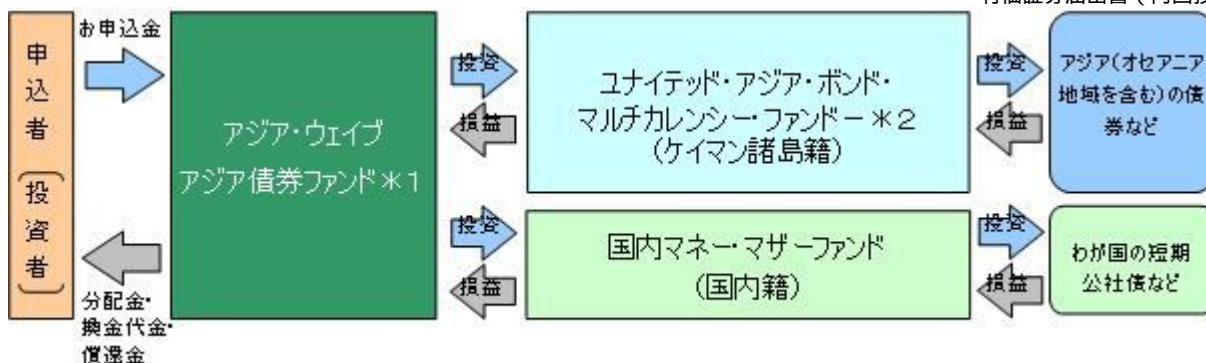 お申込金
申込者(投資者)
分配金・
換金代金・
償還金
アジア・ウェイブ
アジア債券ファンド*1
投資
損益
ユナイテッド・アジア・ボンド・
マルチカレンシー・ファンドー*2
(ケイマン諸島籍)
投資
損益
アジア(オセアニア
地域を含む)の債
券など
投資
損益
国内マネー・マザーファンド
(国内籍)
投資
損益
わが国の短期
公社債など